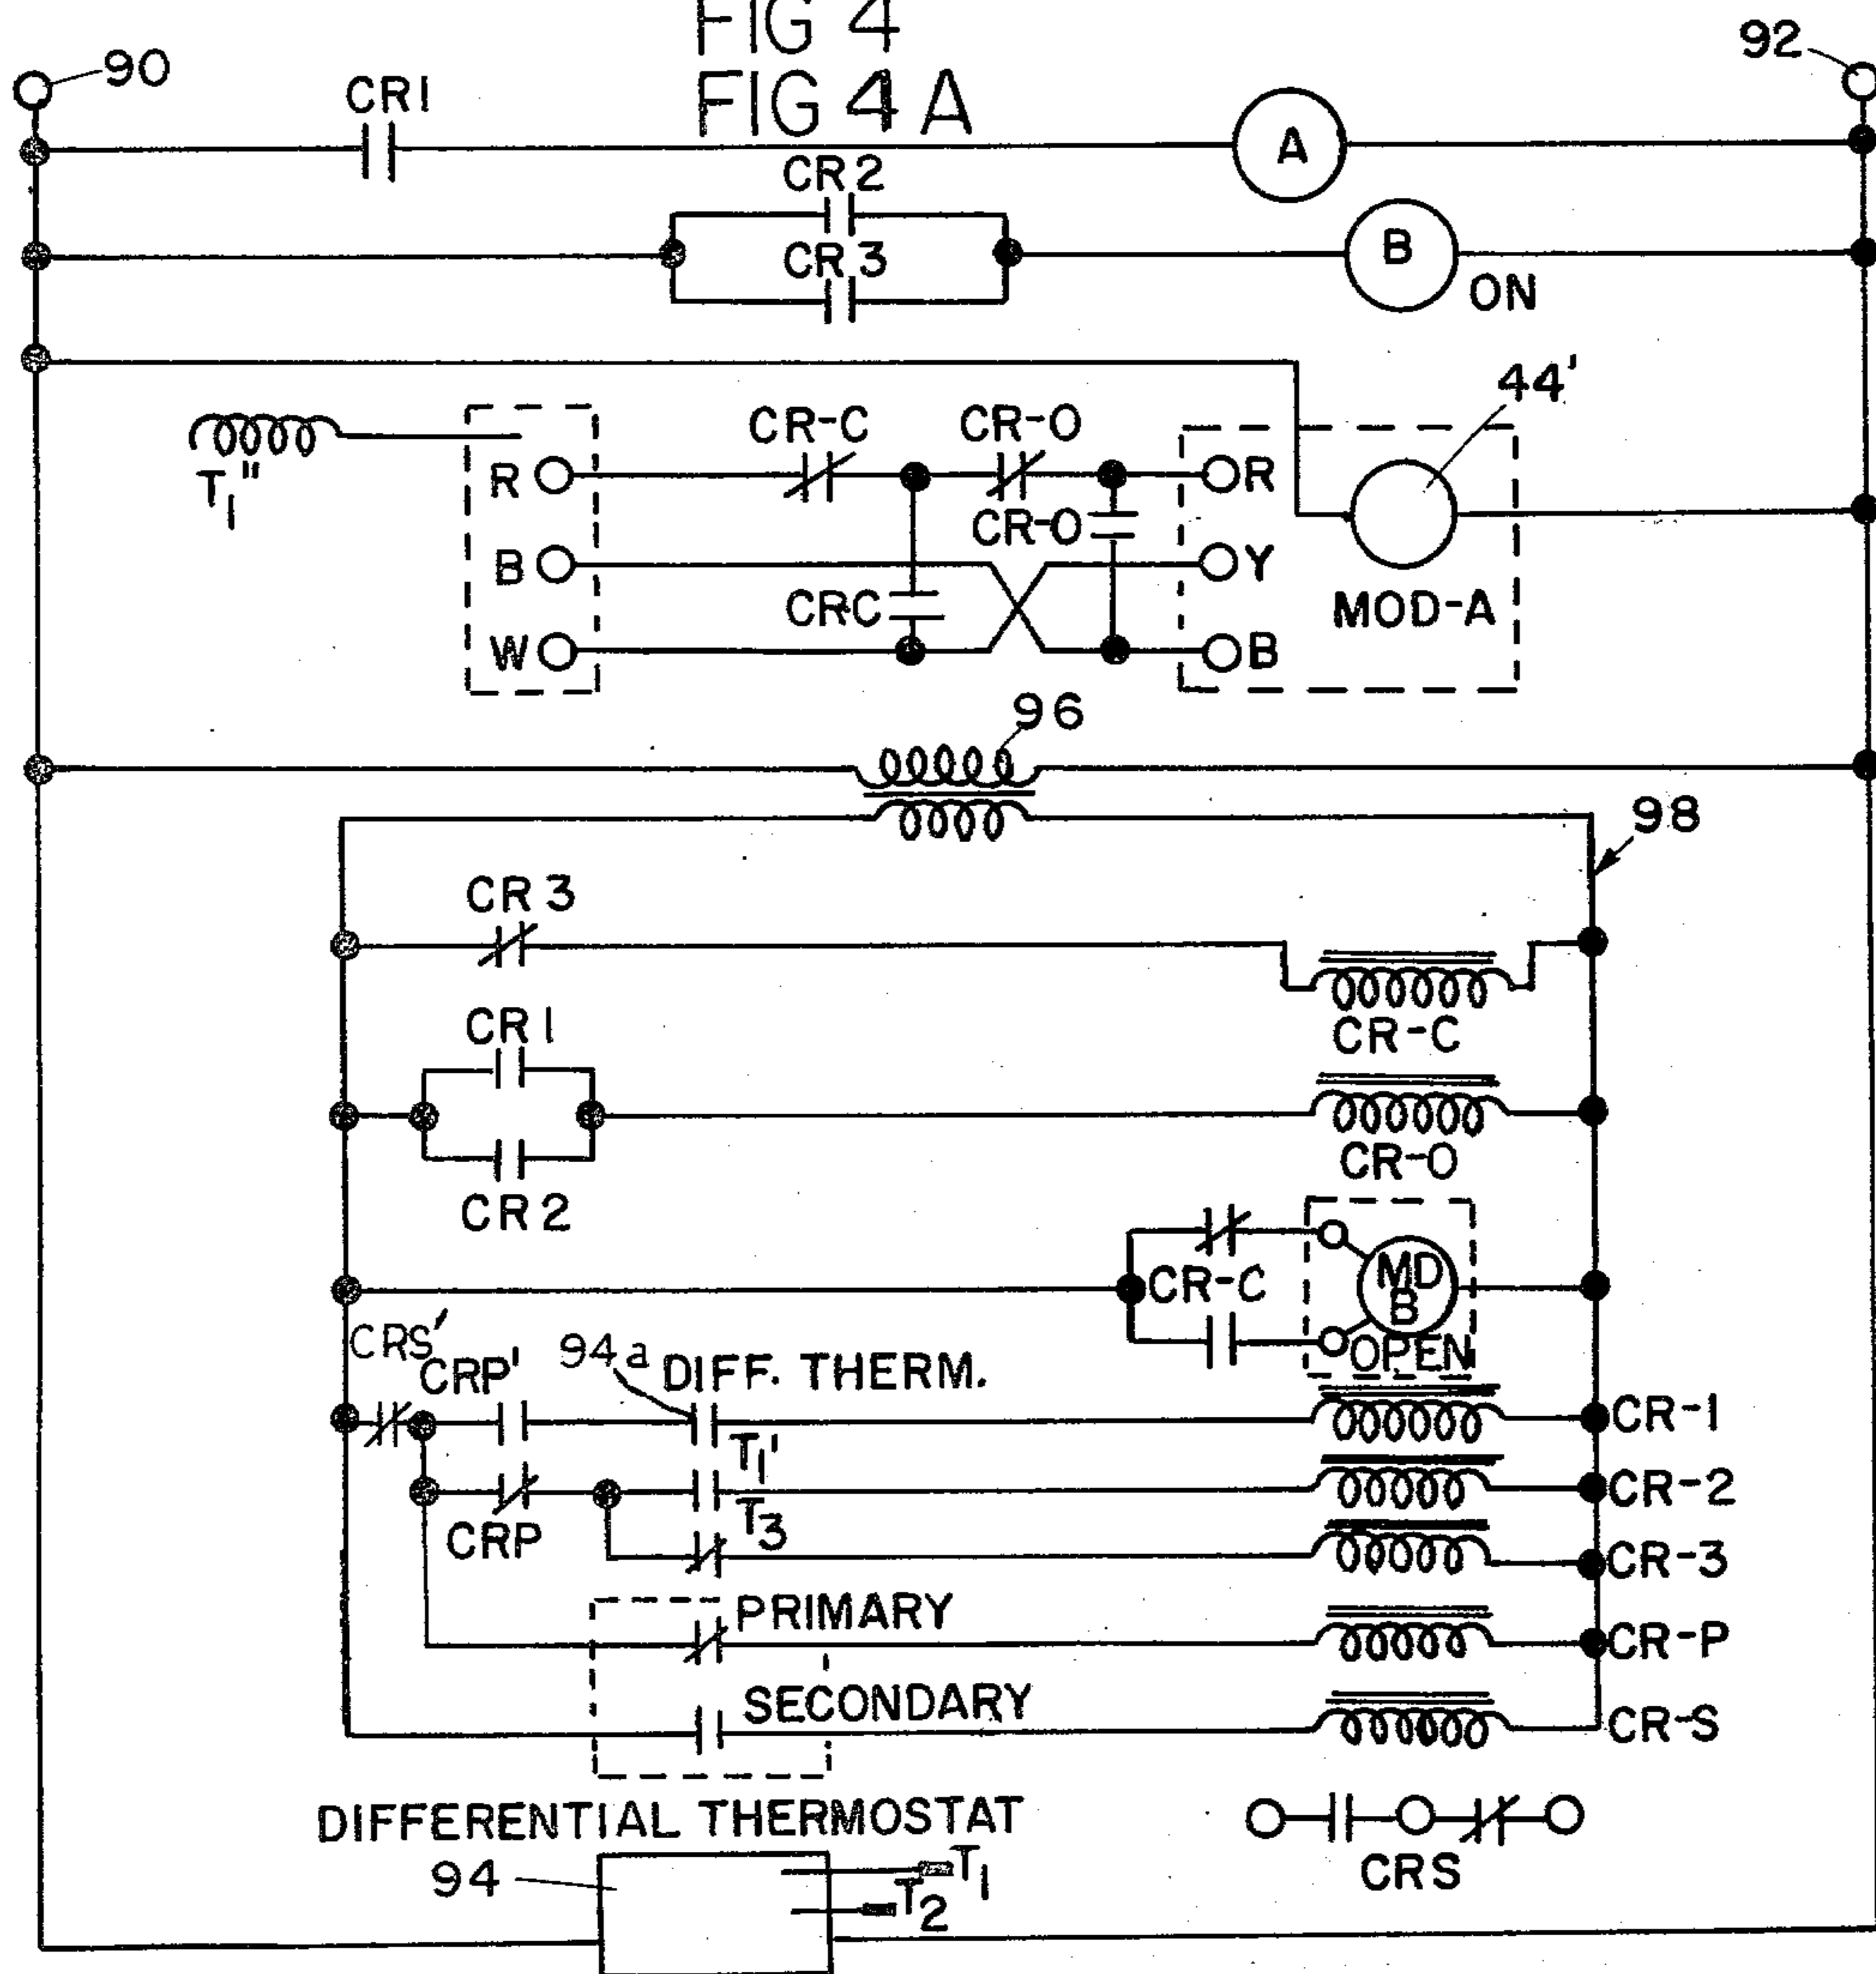 FIG 4
FIG 4 A
90
92
CR1
A
CR2
CR3
B
ON
44'
T1"
R
CR-C
CR-O
R
CR-O
B
Y
CRC
MOD-A
W
B
96
98
CR3
CR-C
CR1
CR-O
CR2
CR-C
MD
B
OPEN
CRS'
CRP'
94a
DIFF. THERM.
CR-1
T1'
CR-2
T3
CRP
CR-3
PRIMARY
CR-P
SECONDARY
CR-S
DIFFERENTIAL THERMOSTAT
94
T1
T2
CRS